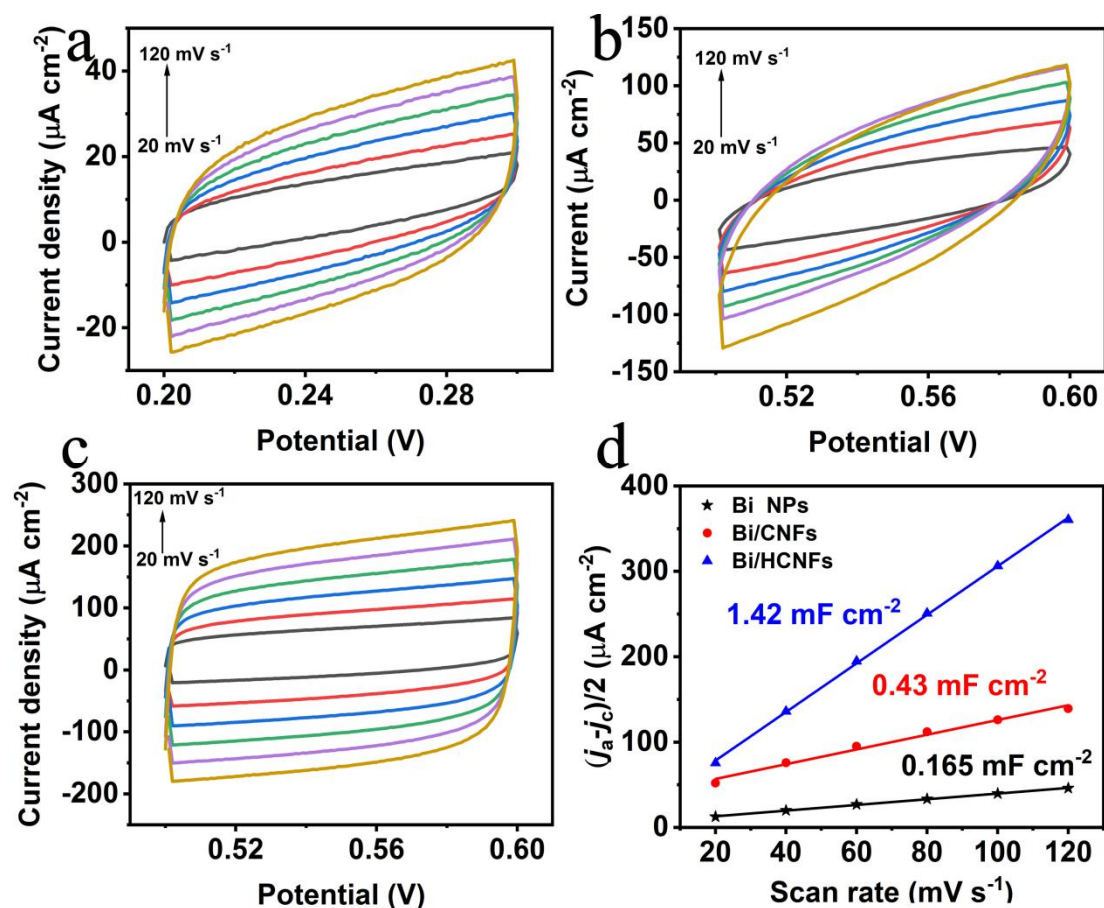 a
120 mV s⁻¹
20 mV s⁻¹
Current density (μA cm⁻²)
40
20
0
-20
0.20
0.24
0.28
Potential (V)
b
120 mV s⁻¹
20 mV s⁻¹
Current (μA cm⁻²)
150
100
50
0
-50
-100
-150
0.52
0.56
0.60
Potential (V)
c
120 mV s⁻¹
20 mV s⁻¹
Current density (μA cm⁻²)
300
200
100
0
-100
-200
0.52
0.56
0.60
Potential (V)
d
Bi NPs
Bi/CNFs
Bi/HCNFs
1.42 mF cm⁻²
0.43 mF cm⁻²
0.165 mF cm⁻²
(jₐ-j꜀)/2 (μA cm⁻²)
400
300
200
100
0
20
40
60
80
100
120
Scan rate (mV s⁻¹)